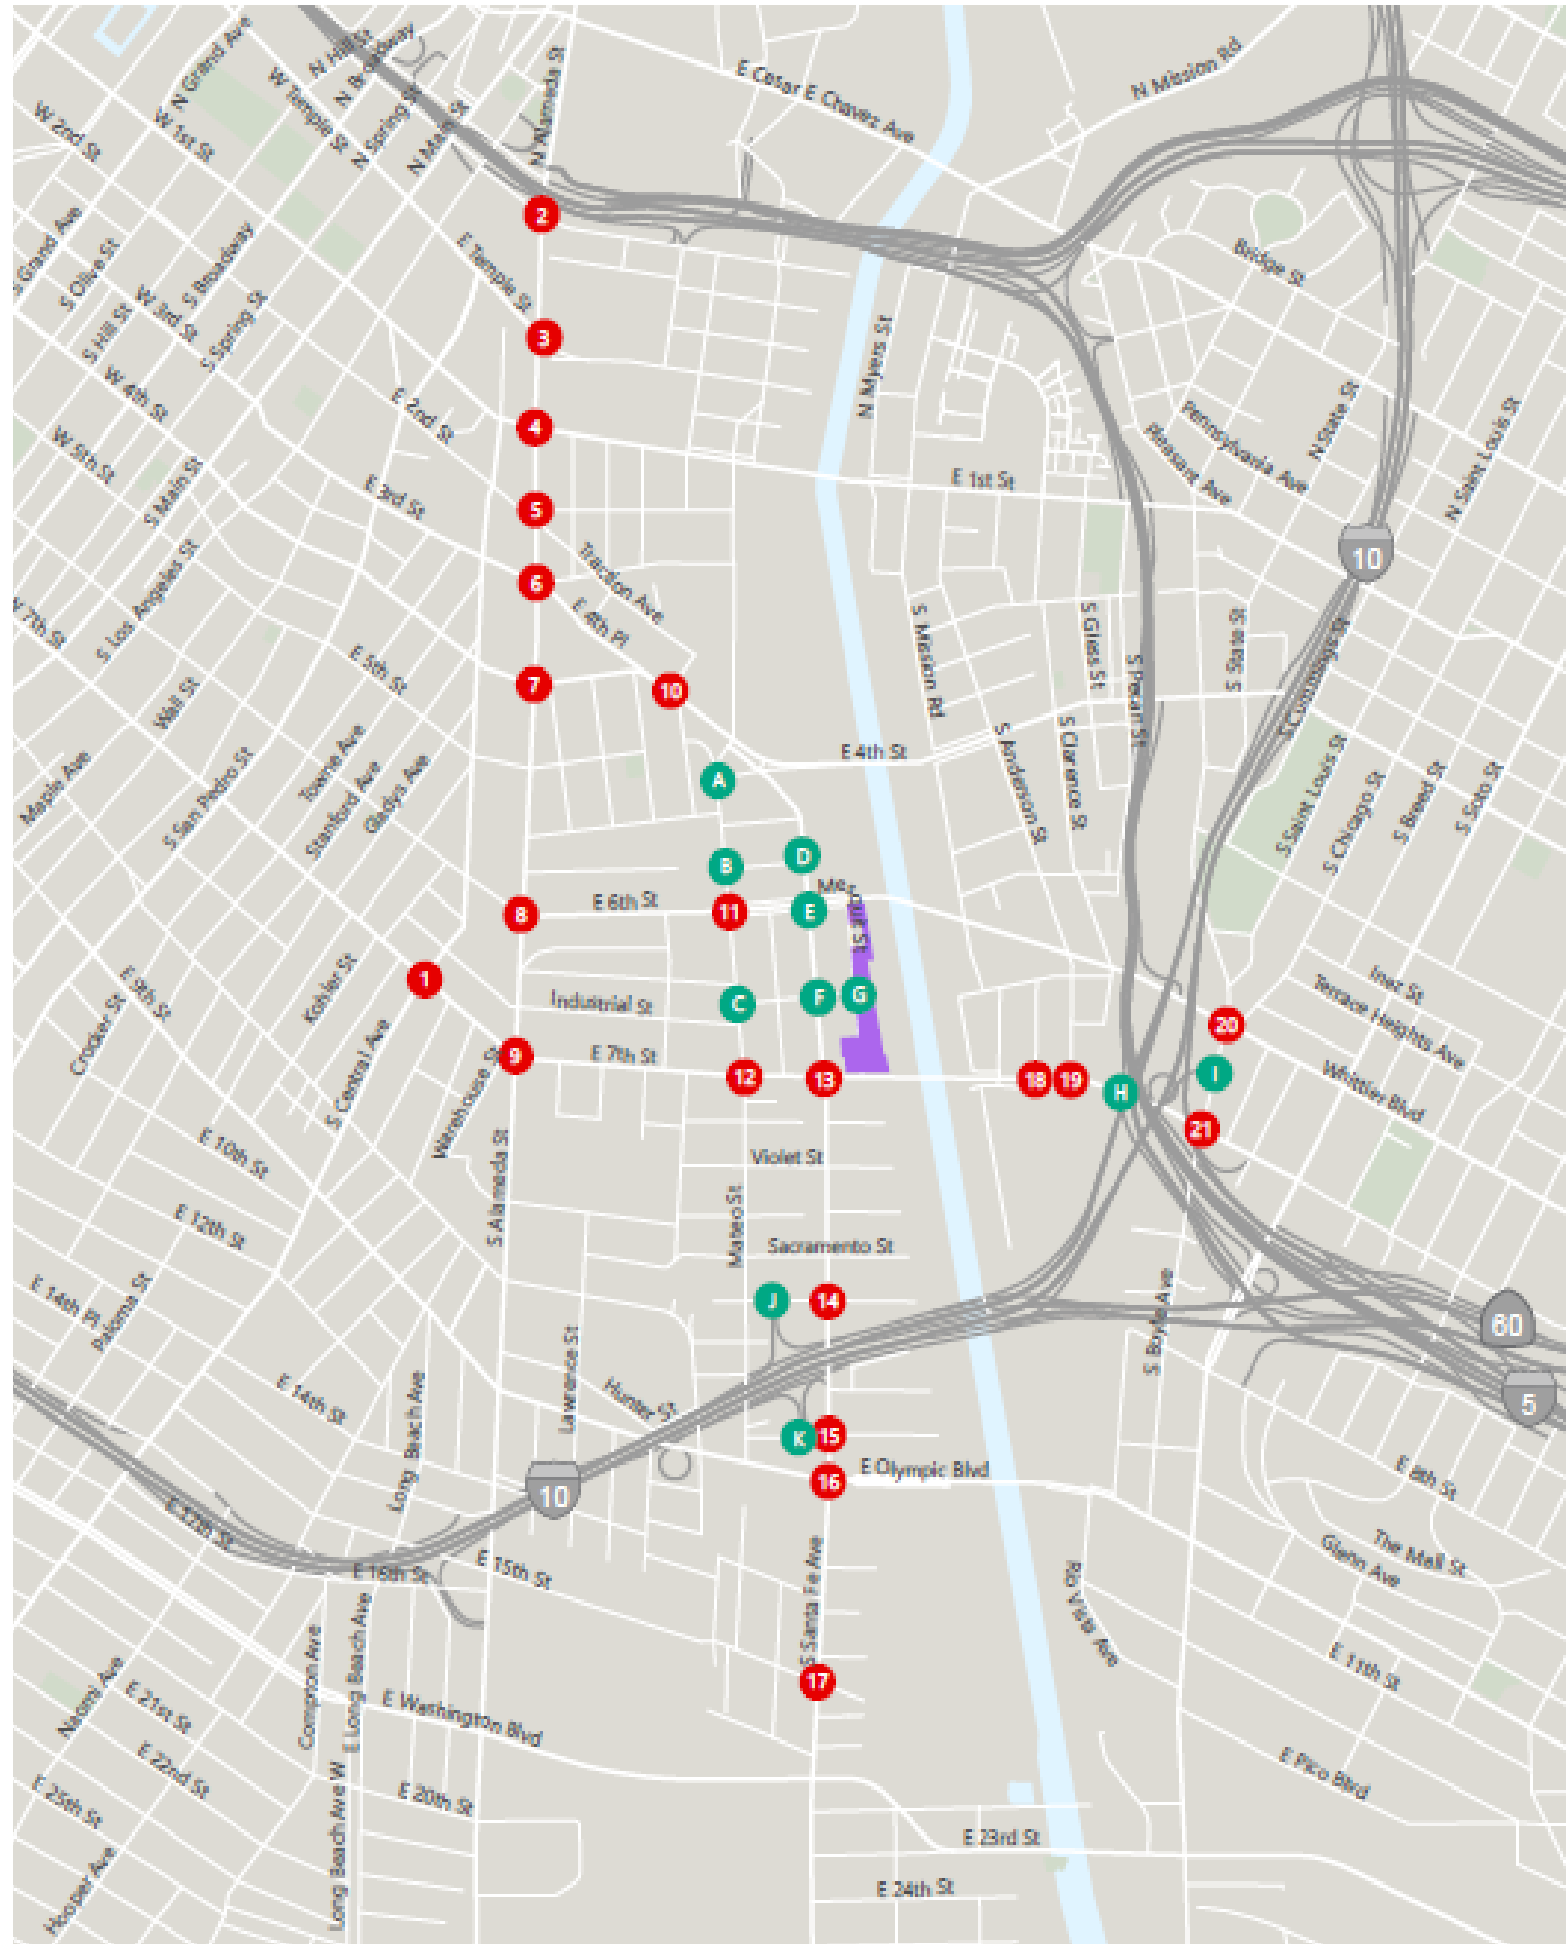 N Grand Ave
N Hill St
N Broadway
W Temple St
N Spring St
N Main St
N Alameda St
E Cesar E Chavez Ave
N Mission Rd
W 2nd St
W 1st St
2
S Grand Ave
S Olive St
W 3rd St
S Broadway
S Hill St
S Spring St
E Temple St
Bridge St
3
N Myers St
W 4th St
E 2nd St
4
Pennsylvania Ave
Pleasant Ave
N State St
N Saint Louis St
W 5th St
S Main St
E 3rd St
E 1st St
5
10
S Los Angeles St
Traction Ave
6
E 4th Pl
W 7th St
S Mission Rd
S Gless St
S Pecan St
S State St
S Cummings St
E 5th St
7
10
Wall St
Towne Ave
Stanford Ave
Gladys Ave
Maple Ave
S San Pedro St
E 4th St
A
S Anderson St
S Clarence St
S Saint Louis St
S Chicago St
S Breed St
S Soto St
B
D
8
E 6th St
11
E
1
Kohler St
E 9th St
Crocker St
Industrial St
C
F
G
Inez St
Terrace Heights Ave
20
S Central Ave
Warehouse St
9
E 7th St
12
13
18
19
H
I
Whittier Blvd
21
E 10th St
S Alameda St
Violet St
Mateo St
E 12th St
Sacramento St
E 14th Pl
Paloma St
J
14
S Boyle Ave
60
5
Lawrence St
Hunter St
E 14th St
Long Beach Ave
K
15
16
E Olympic Blvd
E 8th St
10
E 17th St
E 16th St
E 15th St
S Santa Fe Ave
Rio Vista Ave
Glenn Ave
The Mall St
17
E 11th St
Compton Ave
E Long Beach Ave
Naomi Ave
E 21st St
E Washington Blvd
E 22nd St
E Pico Blvd
E 25th St
Long Beach Ave W
E 20th St
E 23rd St
Hooper Ave
E 24th St